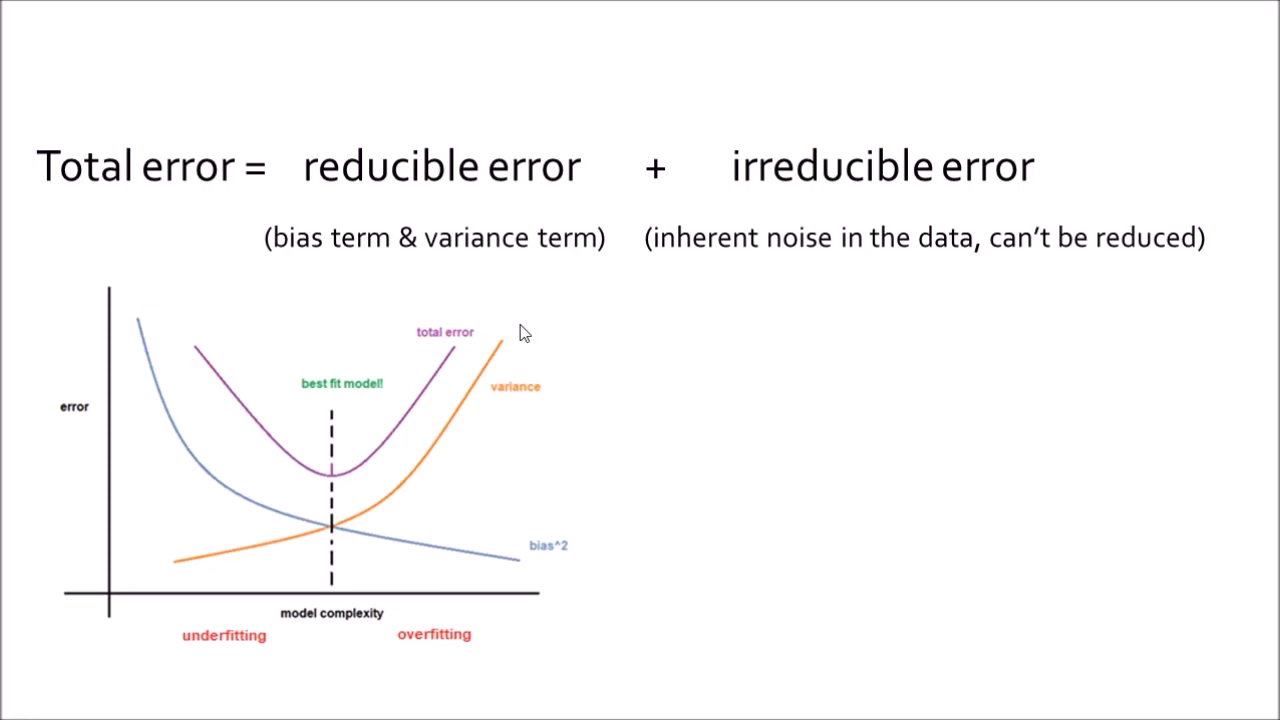 Total error = reducible error + irreducible error
(bias term & variance term) (inherent noise in the data, can’t be reduced)
total error
best fit model!
variance
error
bias^2
model complexity
underfitting overfitting